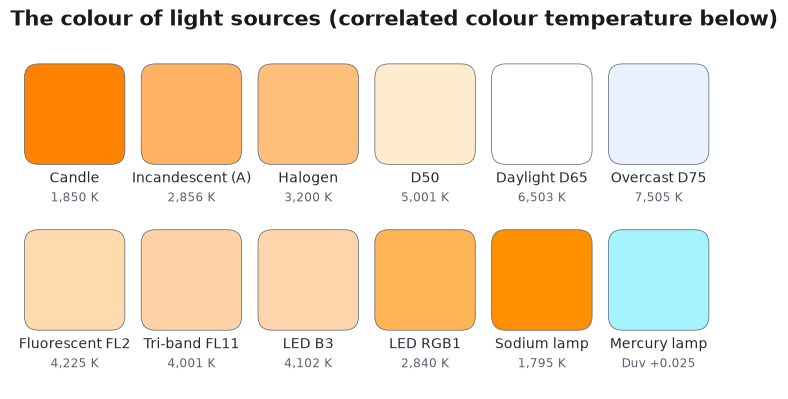 The colour of light sources (correlated colour temperature below)
Candle Incandescent (A) Halogen D50 Daylight D65 Overcast D75
1,850 K 2,856 K 3,200 K 5,001 K 6,503 K 7,505 K
Fluorescent FL2 Tri-band FL11 LED B3 LED RGB1 Sodium lamp Mercury lamp
4,225 K 4,001 K 4,102 K 2,840 K 1,795 K Duv +0.025